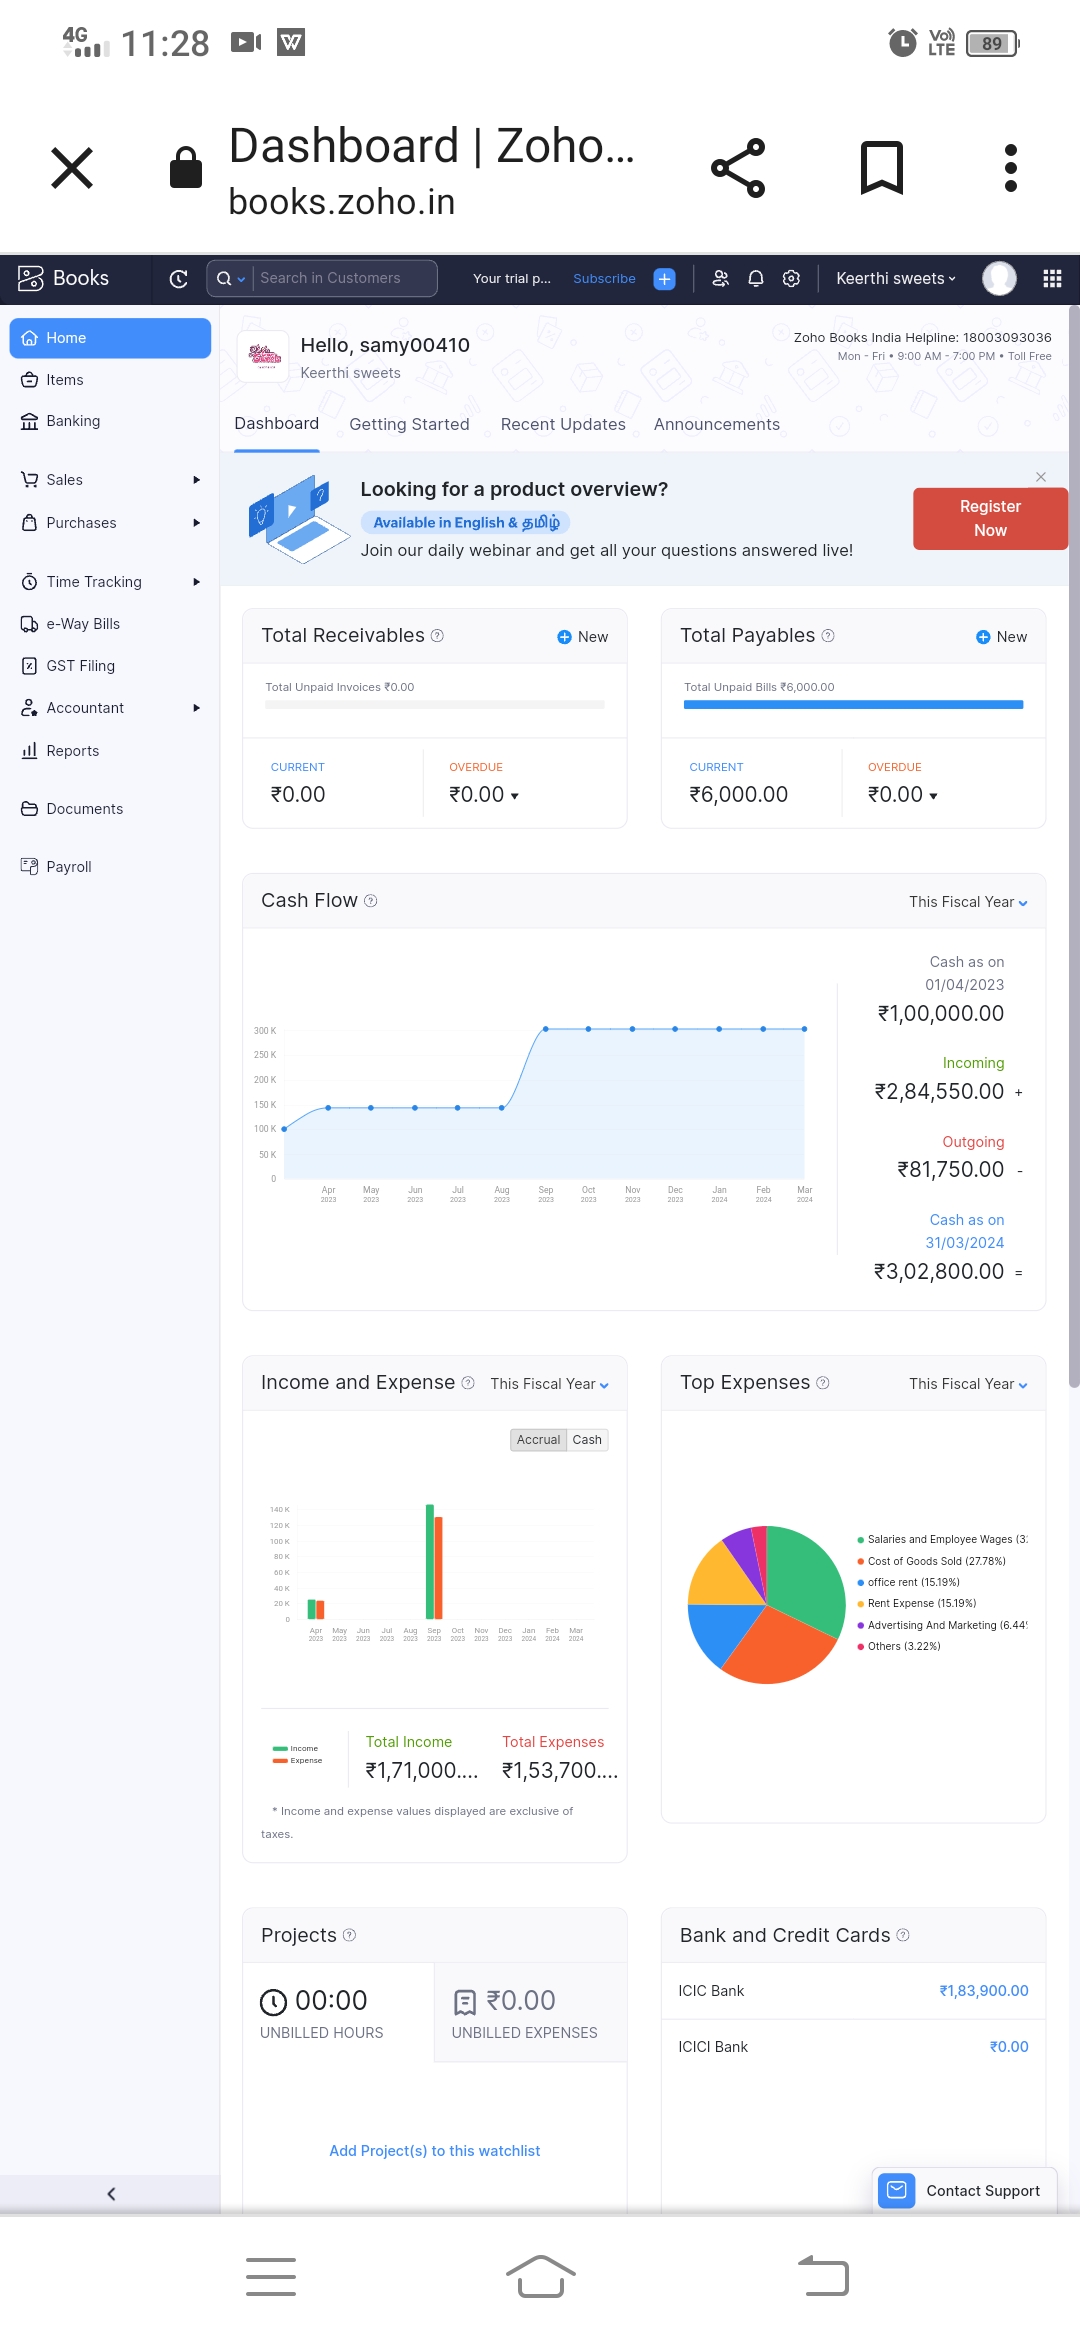 4G 11:28
Vo) LTE 89
Dashboard | Zoho...
books.zoho.in
Books
Search in Customers
Your trial p...
Subscribe
Keerthi sweets
Home
Items
Banking
Sales
Purchases
Time Tracking
e-Way Bills
GST Filing
Accountant
Reports
Documents
Payroll
Hello, samy00410
Keerthi sweets
Zoho Books India Helpline: 18003093036
Mon - Fri • 9:00 AM - 7:00 PM • Toll Free
Dashboard Getting Started Recent Updates Announcements
Looking for a product overview?
Available in English & தமிழ்
Join our daily webinar and get all your questions answered live!
Register
Now
Total Receivables
New
Total Unpaid Invoices ₹0.00
CURRENT OVERDUE
₹0.00 ₹0.00
Total Payables
New
Total Unpaid Bills ₹6,000.00
CURRENT OVERDUE
₹6,000.00 ₹0.00
Cash Flow
This Fiscal Year
300 K
250 K
200 K
150 K
100 K
50 K
0
Apr May Jun Jul Aug Sep Oct Nov Dec Jan Feb Mar
2023 2023 2023 2023 2023 2023 2023 2023 2023 2024 2024 2024
Cash as on
01/04/2023
₹1,00,000.00
Incoming
₹2,84,550.00 +
Outgoing
₹81,750.00 -
Cash as on
31/03/2024
₹3,02,800.00 =
Income and Expense
This Fiscal Year
Accrual Cash
140 K
120 K
100 K
80 K
60 K
40 K
20 K
0
Apr May Jun Jul Aug Sep Oct Nov Dec Jan Feb Mar
2023 2023 2023 2023 2023 2023 2023 2023 2023 2024 2024 2024
Income
Expense
Total Income
₹1,71,000....
Total Expenses
₹1,53,700....
* Income and expense values displayed are exclusive of
taxes.
Top Expenses
This Fiscal Year
Salaries and Employee Wages (3
Cost of Goods Sold (27.78%)
office rent (15.19%)
Rent Expense (15.19%)
Advertising And Marketing (6.44
Others (3.22%)
Projects
00:00
UNBILLED HOURS
₹0.00
UNBILLED EXPENSES
Add Project(s) to this watchlist
Bank and Credit Cards
ICIC Bank ₹1,83,900.00
ICICI Bank ₹0.00
Contact Support